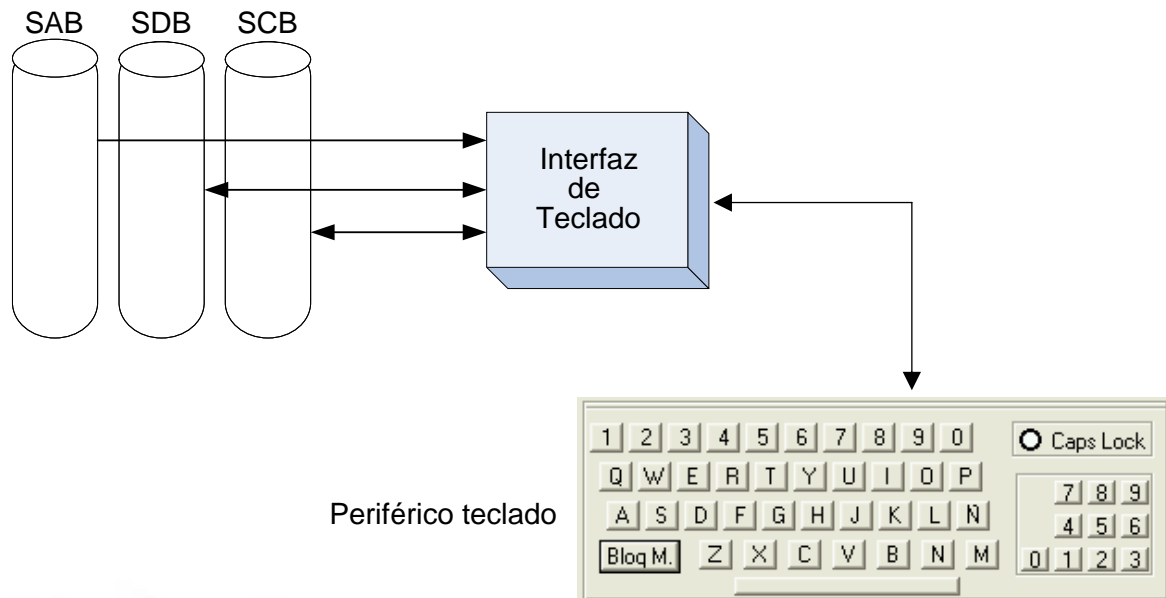 SAB SDB SCB
Interfaz
de
Teclado
1 2 3 4 5 6 7 8 9 0
Caps Lock
Q W E R T Y U I O P
7 8 9
A S D F G H J K L Ñ
4 5 6
Periférico teclado
Bloq M. Z X C V B N M
0 1 2 3